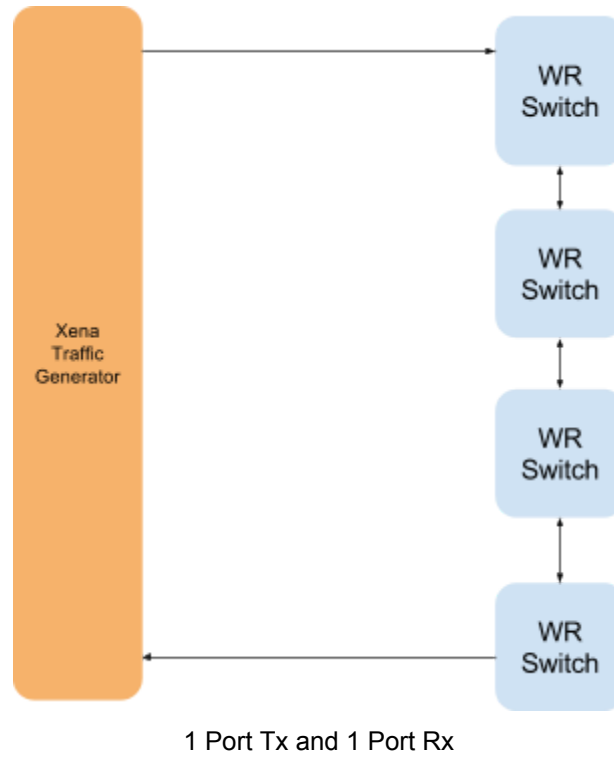 WR
Switch
WR
Switch
Xena
Traffic
Generator
WR
Switch
WR
Switch
1 Port Tx and 1 Port Rx